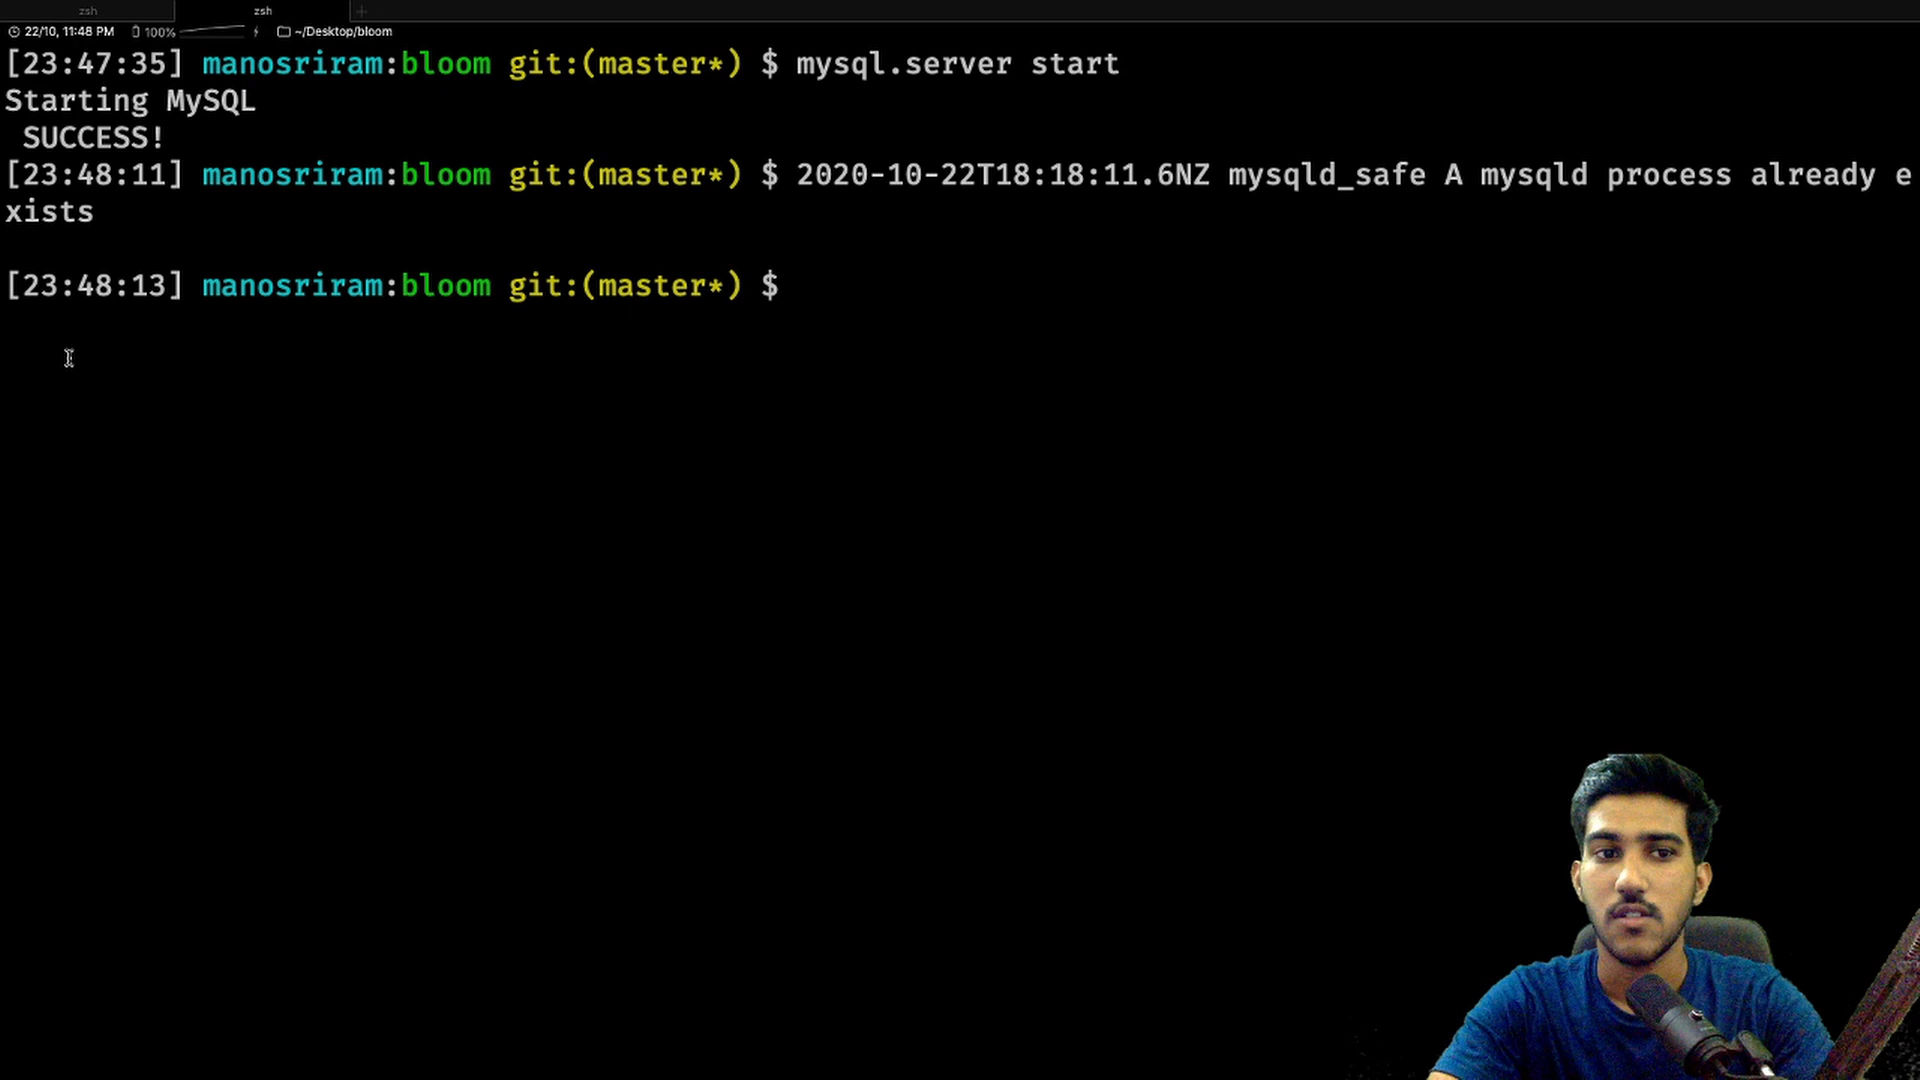 zsh
zsh
22/10, 11:48 PM 100% ~/Desktop/bloom
[23:47:35] manosriram:bloom git:(master*) $ mysql.server start
Starting MySQL
SUCCESS!
[23:48:11] manosriram:bloom git:(master*) $ 2020-10-22T18:18:11.6NZ mysqld_safe A mysqld process already e
xists
[23:48:13] manosriram:bloom git:(master*) $